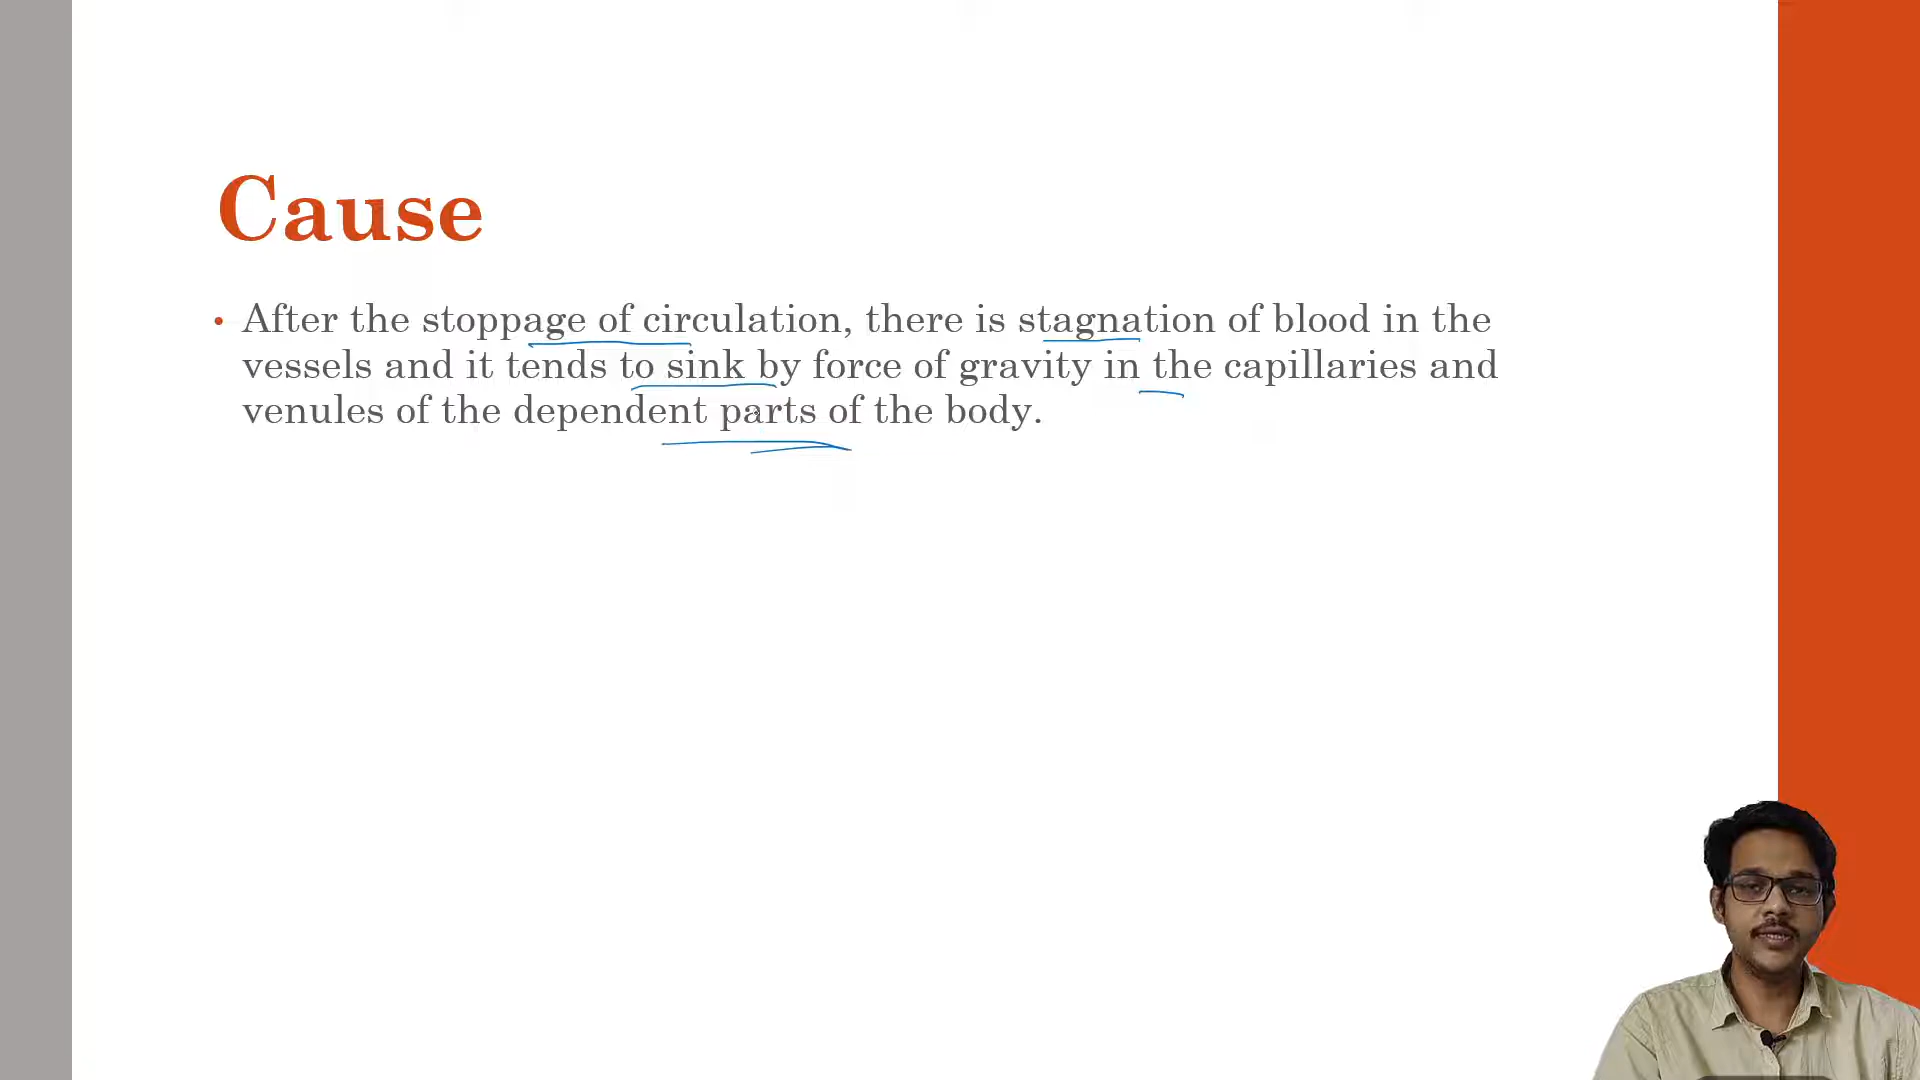 Cause
• After the stoppage of circulation, there is stagnation of blood in the
vessels and it tends to sink by force of gravity in the capillaries and
venules of the dependent parts of the body.